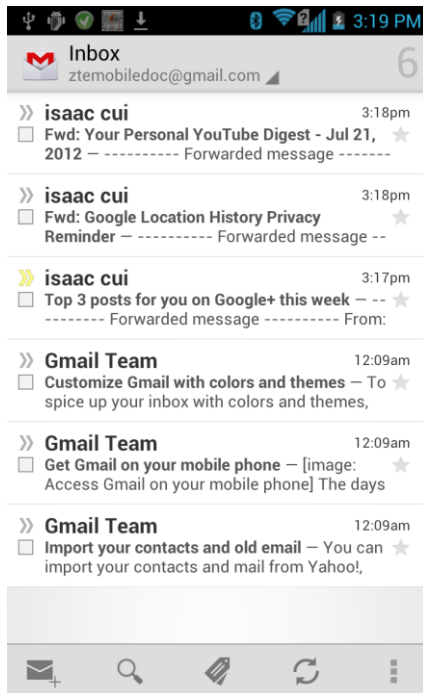 3:19 PM
Inbox
ztemobiledoc@gmail.com
6
isaac cui 3:18pm
Fwd: Your Personal YouTube Digest - Jul 21,
2012 — ---------- Forwarded message -------
isaac cui 3:18pm
Fwd: Google Location History Privacy
Reminder — ---------- Forwarded message --
isaac cui 3:17pm
Top 3 posts for you on Google+ this week — --
-------- Forwarded message ---------- From:
Gmail Team 12:09am
Customize Gmail with colors and themes — To
spice up your inbox with colors and themes,
Gmail Team 12:09am
Get Gmail on your mobile phone — [image:
Access Gmail on your mobile phone] The days
Gmail Team 12:09am
Import your contacts and old email — You can
import your contacts and mail from Yahoo!,